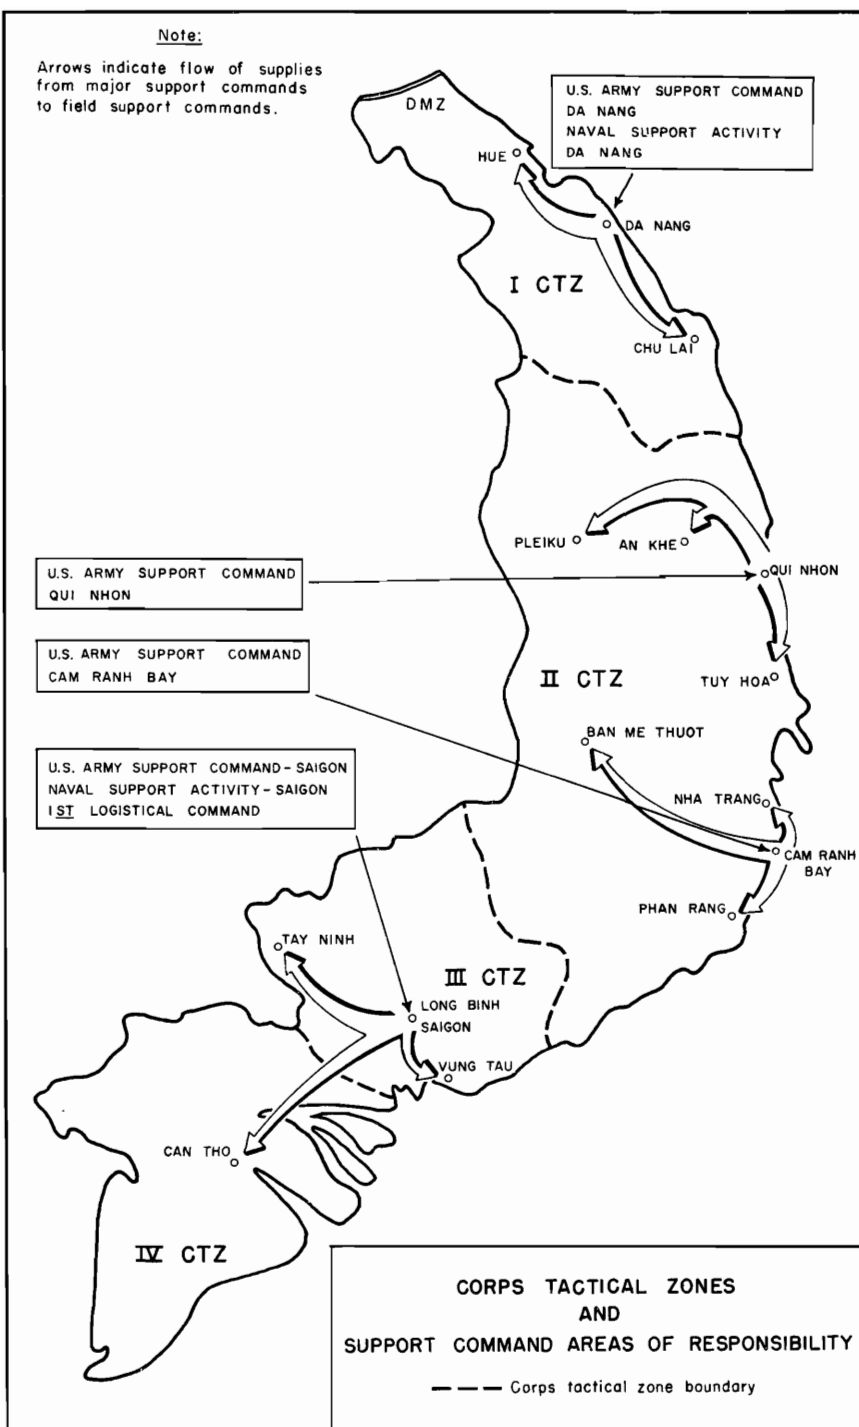 Note:
Arrows indicate flow of supplies
from major support commands
to field support commands.
U.S. ARMY SUPPORT COMMAND
DA NANG
NAVAL SUPPORT ACTIVITY
DA NANG
DMZ
HUE
DA NANG
I CTZ
CHU LAI
PLEIKU
AN KHE
U.S. ARMY SUPPORT COMMAND
QUI NHON
QUI NHON
U.S. ARMY SUPPORT COMMAND
CAM RANH BAY
II CTZ
TUY HOA
BAN ME THUOT
U.S. ARMY SUPPORT COMMAND-SAIGON
NAVAL SUPPORT ACTIVITY-SAIGON
1ST LOGISTICAL COMMAND
NHA TRANG
CAM RANH
BAY
PHAN RANG
TAY NINH
III CTZ
LONG BINH
SAIGON
VUNG TAU
CAN THO
IV CTZ
CORPS TACTICAL ZONES
AND
SUPPORT COMMAND AREAS OF RESPONSIBILITY
Corps tactical zone boundary